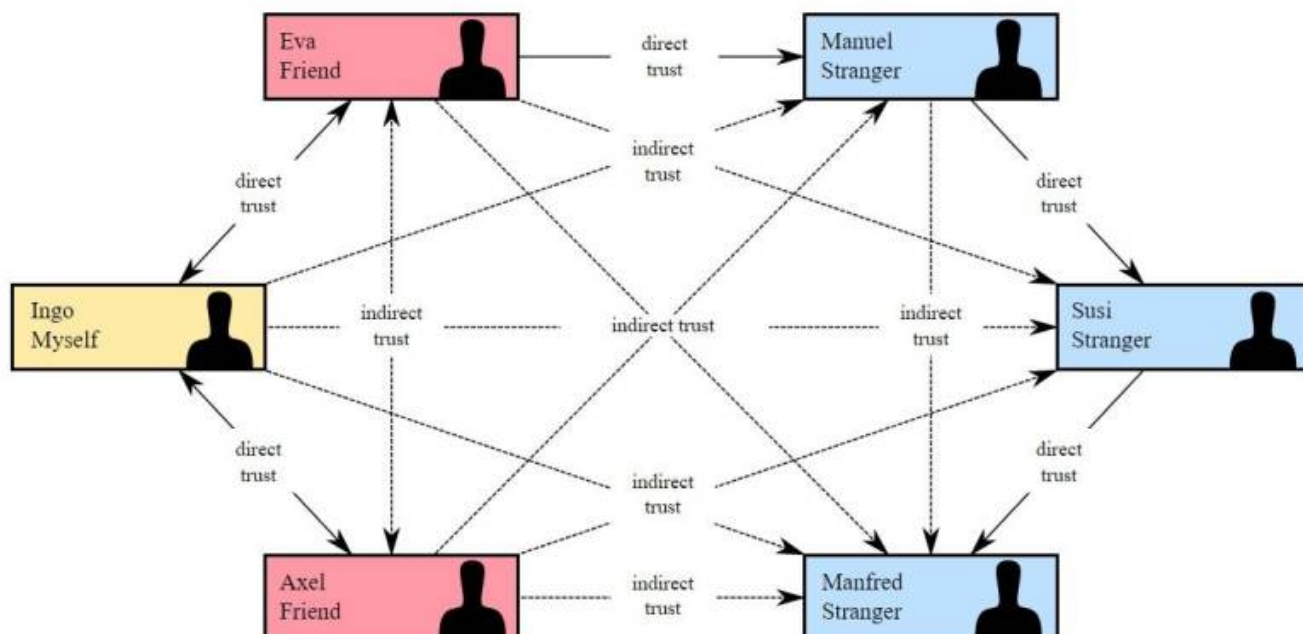 Eva
Friend
direct
trust
Manuel
Stranger
indirect
trust
direct
trust
direct
trust
Ingo
Myself
indirect
trust
indirect trust
indirect
trust
Susi
Stranger
direct
trust
indirect
trust
direct
trust
Axel
Friend
indirect
trust
Manfred
Stranger